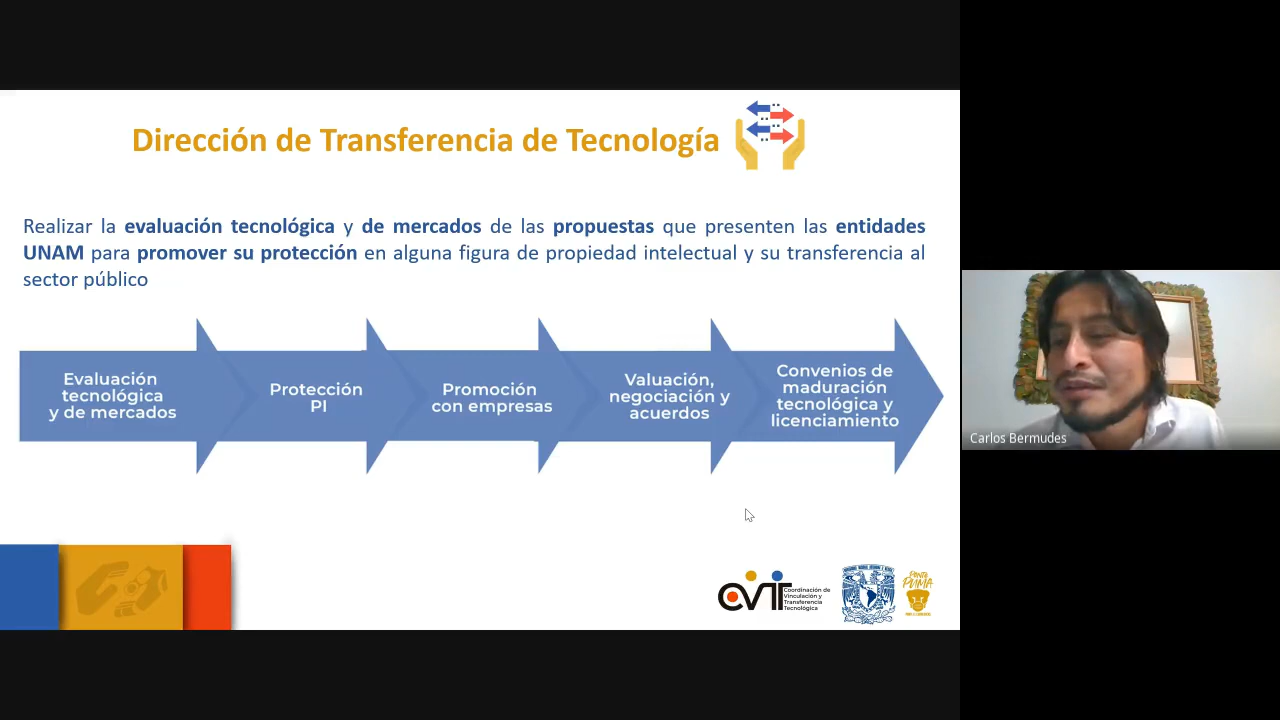 Dirección de Transferencia de Tecnología
Realizar la evaluación tecnológica y de mercados de las propuestas que presenten las entidades
UNAM para promover su protección en alguna figura de propiedad intelectual y su transferencia al
sector público
Evaluación
tecnológica
y de mercados
Protección
PI
Promoción
con empresas
Valuación,
negociación y
acuerdos
Convenios de
maduración
tecnológica y
licenciamiento
Carlos Bermudes
CVTT
Coordinación de
Vinculación y
Transferencia
Tecnológica
PONTE
PUMA